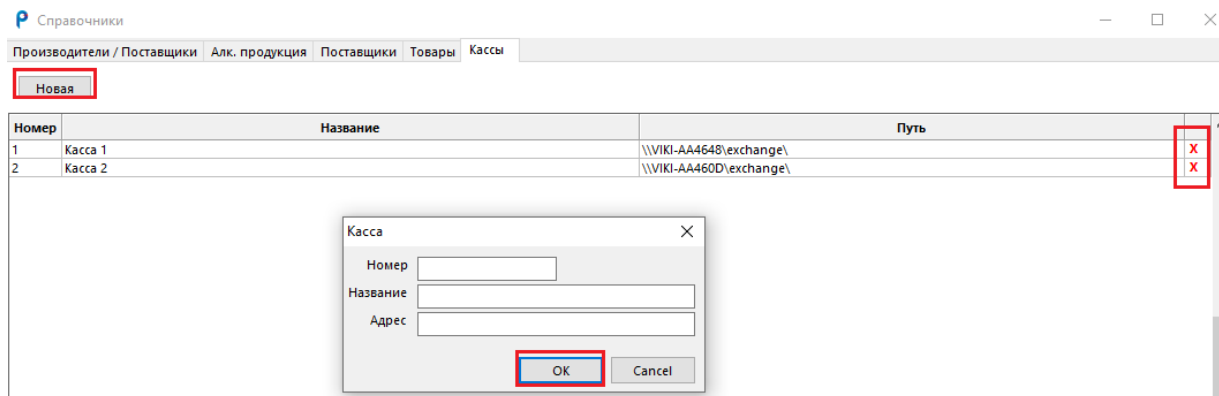 Справочники
Производители / Поставщики Алк. продукция Поставщики Товары Кассы
Новая
Номер Название Путь
1 Касса 1 \\VIKI-AA4648\exchange\ X
2 Касса 2 \\VIKI-AA460D\exchange\ X
Касса
Номер
Название
Адрес
OK Cancel